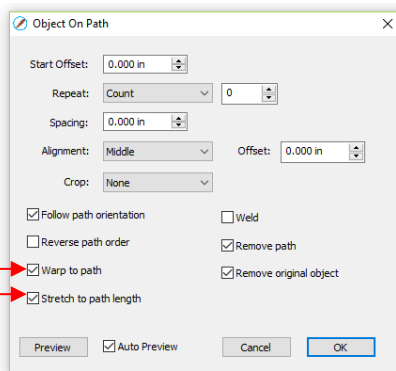 Object On Path
Start Offset: 0.000 in
Repeat: Count 0
Spacing: 0.000 in
Alignment: Middle Offset: 0.000 in
Crop: None
Follow path orientation Weld
Reverse path order Remove path
Warp to path Remove original object
Stretch to path length
Preview Auto Preview Cancel OK